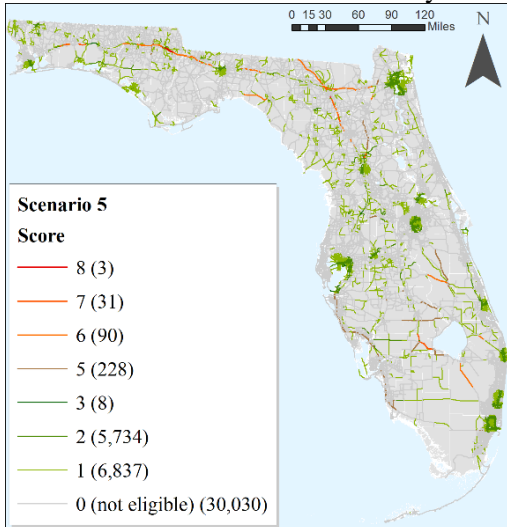 0 15 30 60 90 120
Miles
N
Scenario 5
Score
8 (3)
7 (31)
6 (90)
5 (228)
3 (8)
2 (5,734)
1 (6,837)
0 (not eligible) (30,030)